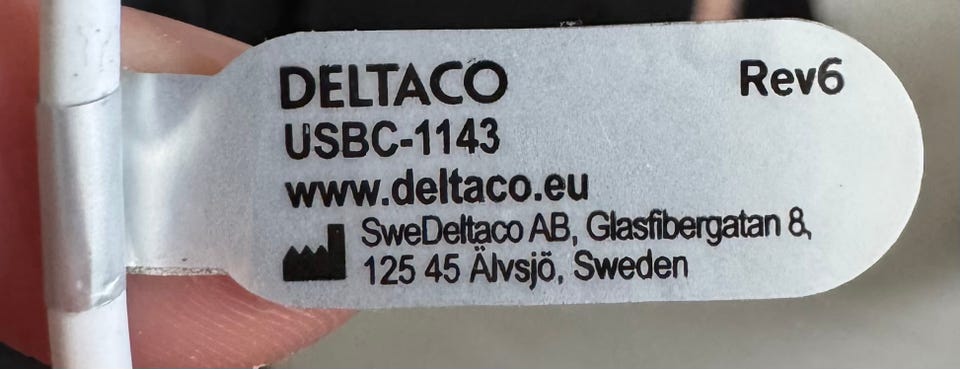 DELTACO Rev6
USBC-1143
www.deltaco.eu
SweDeltaco AB, Glasfibergatan 8,
125 45 Älvsjö, Sweden